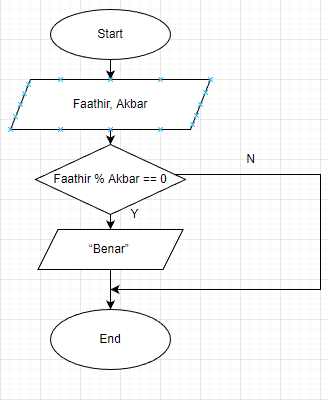 Start
Faathir, Akbar
Faathir % Akbar == 0
N
Y
“Benar”
End